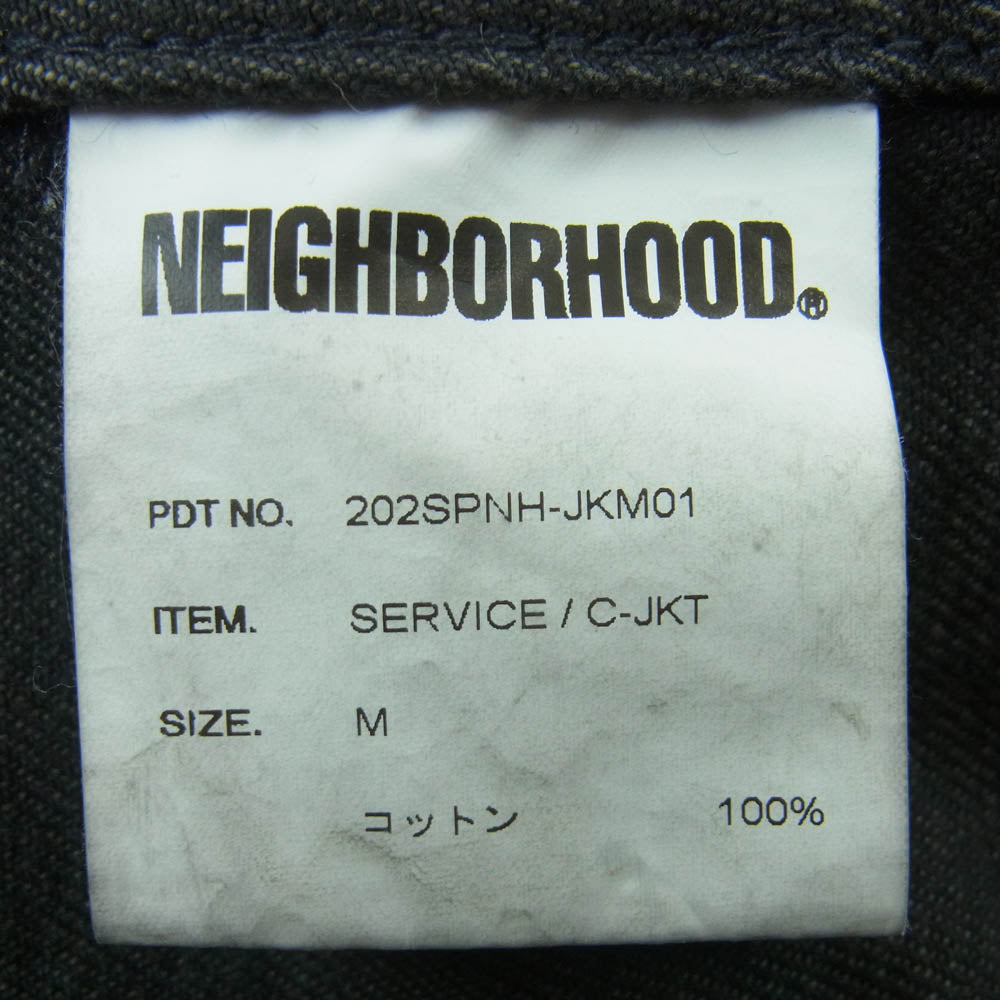 NEIGHBORHOOD®
PDT NO. 202SPNH-JKM01
ITEM. SERVICE / C-JKT
SIZE. M
コットン 100%